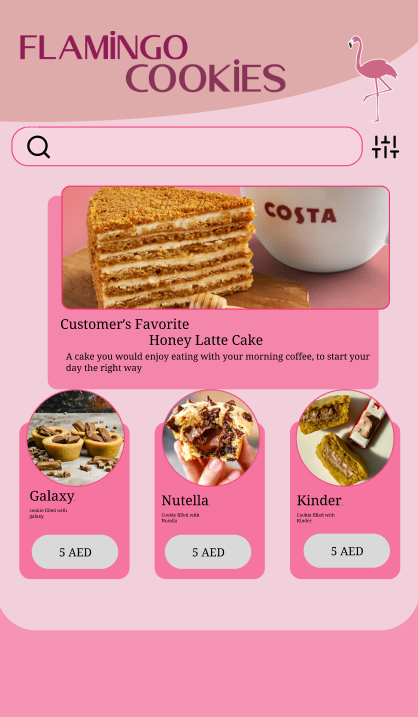 FLAMiNGO
COOKiES
COSTA
Customer's Favorite
Honey Latte Cake
A cake you would enjoy eating with your morning coffee, to start your
day the right way
Galaxy
cookie filled with
galaxy
5 AED
Nutella
Cookie filled with
Nutella
5 AED
Kinder
Cookie filled with
Kinder
5 AED